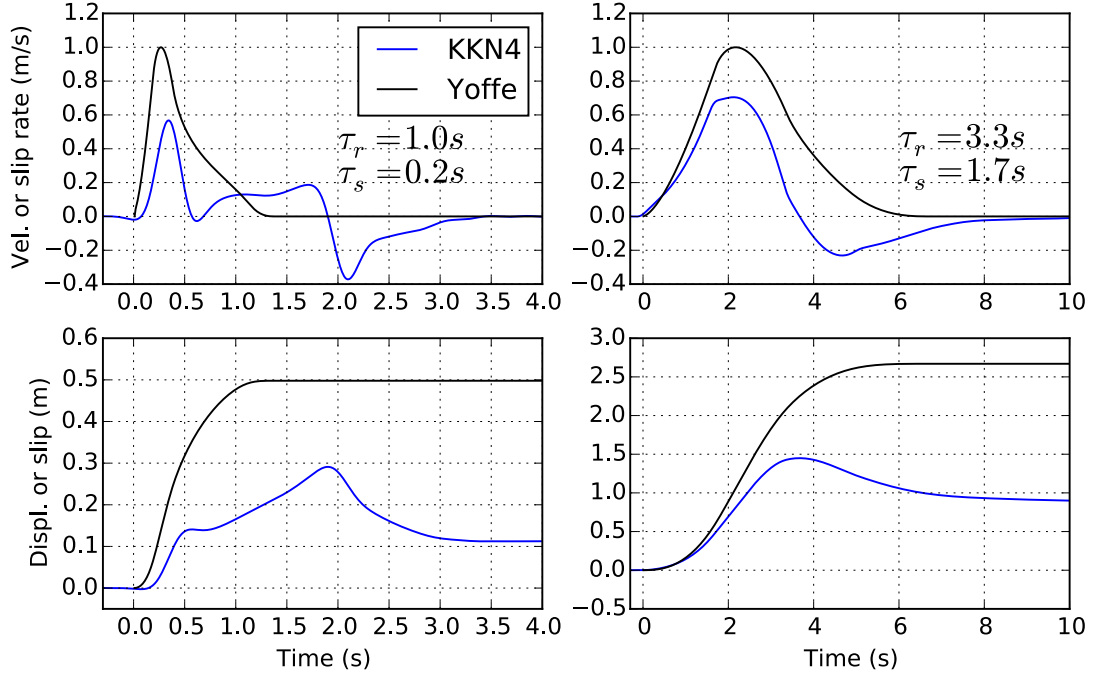 Vel. or slip rate (m/s)
1.2
1.0
0.8
0.6
0.4
0.2
0.0
−0.2
−0.4
KKN4
Yoffe
τr =1.0s
τs =0.2s
0.0 0.5 1.0 1.5 2.0 2.5 3.0 3.5 4.0
1.2
1.0
0.8
0.6
0.4
0.2
0.0
−0.2
−0.4
τr =3.3s
τs =1.7s
0 2 4 6 8 10
Displ. or slip (m)
0.6
0.5
0.4
0.3
0.2
0.1
0.0
0.0 0.5 1.0 1.5 2.0 2.5 3.0 3.5 4.0
Time (s)
3.0
2.5
2.0
1.5
1.0
0.5
0.0
−0.5
0 2 4 6 8 10
Time (s)